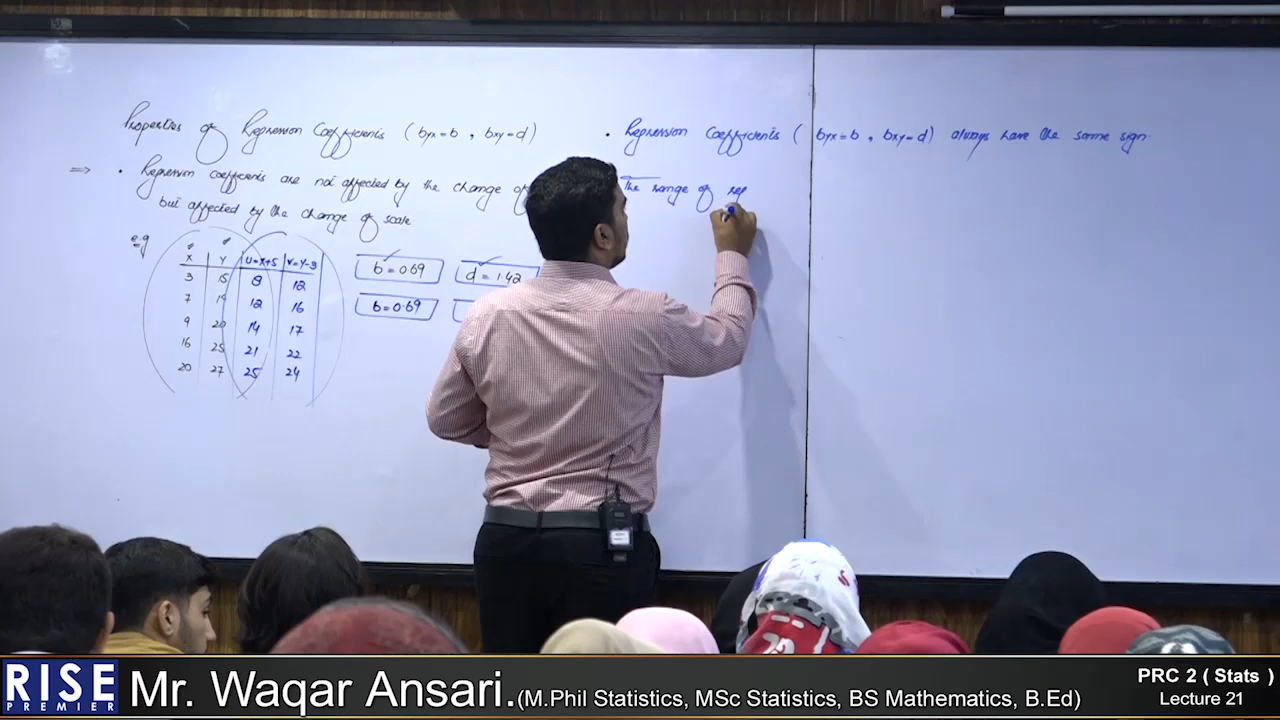 Properties of Regression Coefficients (byx = b , bxy = d)
⇒ • Regression coefficients are not affected by the change of
but affected by the change of scale
e.g
X | Y | U=X+5 | V=Y-3
3 15 8 12
7 19 12 16
9 20 14 17
16 25 21 22
20 27 25 24
b = 0.69 d = 1.42
b = 0.69
• Regression Coefficients ( byx = b , bxy = d) always have the same sign.
The range of reg
RISE
PREMIER
Mr. Waqar Ansari.(M.Phil Statistics, MSc Statistics, BS Mathematics, B.Ed)
PRC 2 ( Stats )
Lecture 21